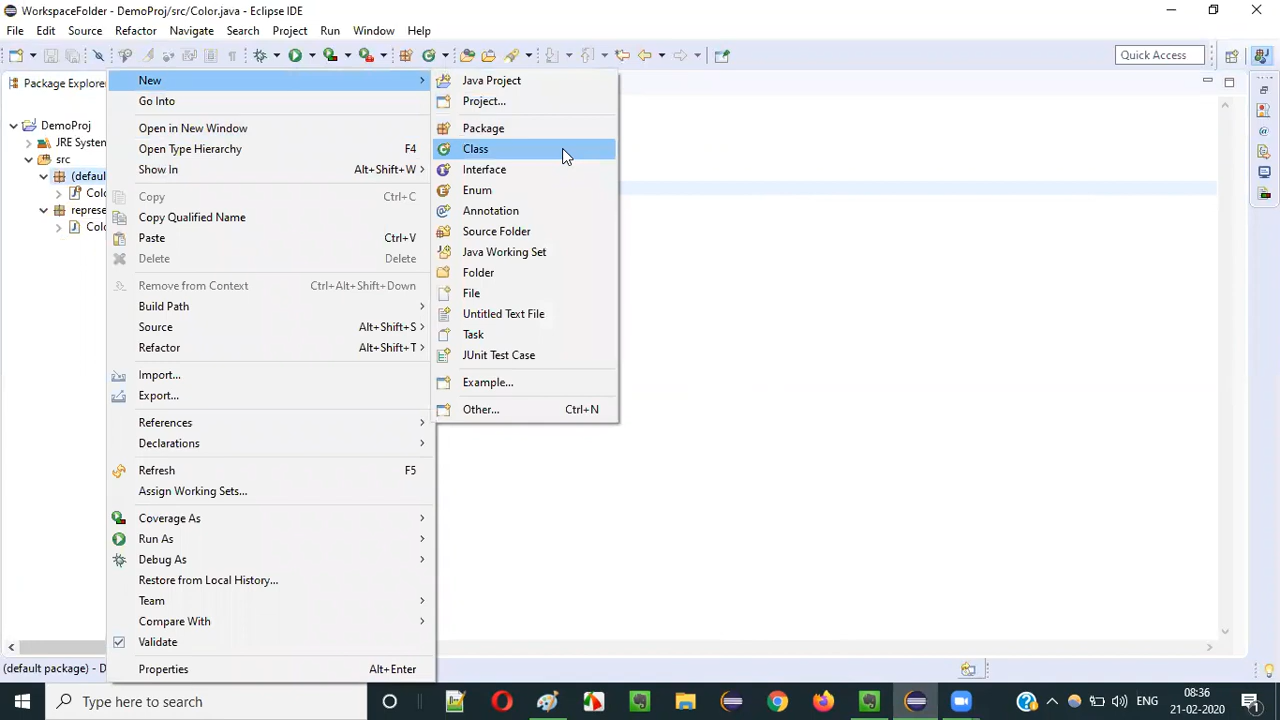 WorkspaceFolder - DemoProj/src/Color.java - Eclipse IDE
File Edit Source Refactor Navigate Search Project Run Window Help
Quick Access
Package Explorer
DemoProj
JRE System
src
(default
Colo
represe
Colo
New
Go Into
Open in New Window
Open Type Hierarchy F4
Show In Alt+Shift+W
Copy Ctrl+C
Copy Qualified Name
Paste Ctrl+V
Delete Delete
Remove from Context Ctrl+Alt+Shift+Down
Build Path
Source Alt+Shift+S
Refactor Alt+Shift+T
Import...
Export...
References
Declarations
Refresh F5
Assign Working Sets...
Coverage As
Run As
Debug As
Restore from Local History...
Team
Compare With
Validate
Properties Alt+Enter
Java Project
Project...
Package
Class
Interface
Enum
Annotation
Source Folder
Java Working Set
Folder
File
Untitled Text File
Task
JUnit Test Case
Example...
Other... Ctrl+N
(default package) - D
Type here to search
ENG
08:36
21-02-2020
1